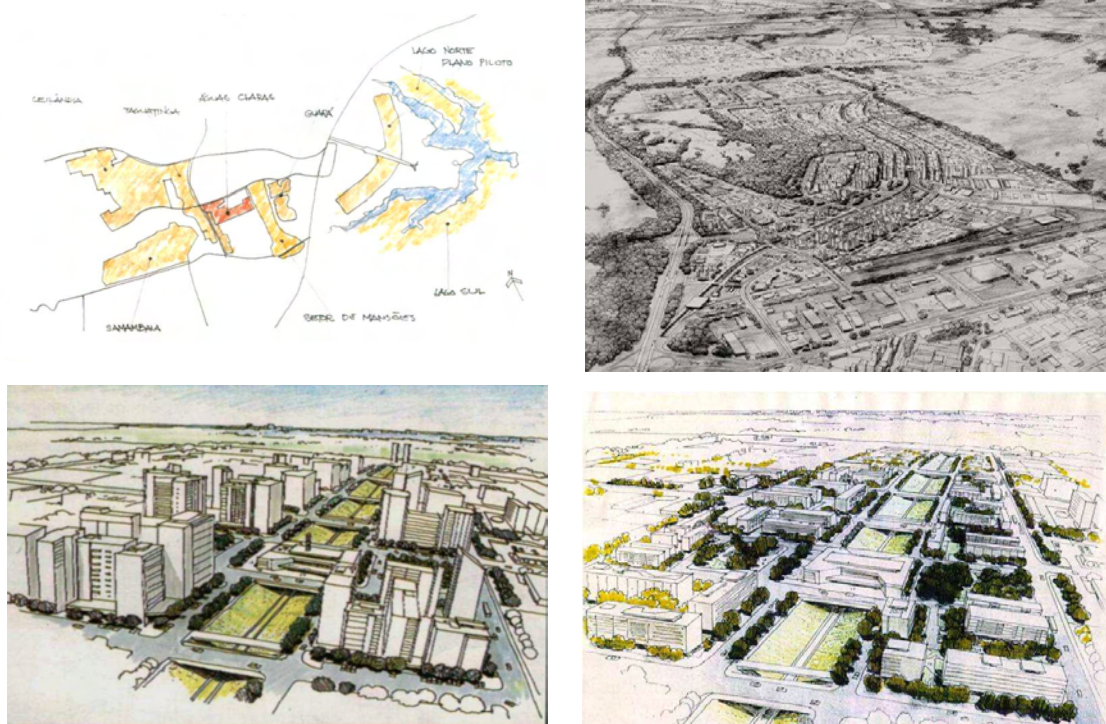 LAGO NORTE
PLANO PILOTO
CEILÂNDIA
TAGUATINGA
ÁGUAS CLARAS
GUARÁ
N
LAGO SUL
SAMAMBAIA
SETOR DE MANSÕES